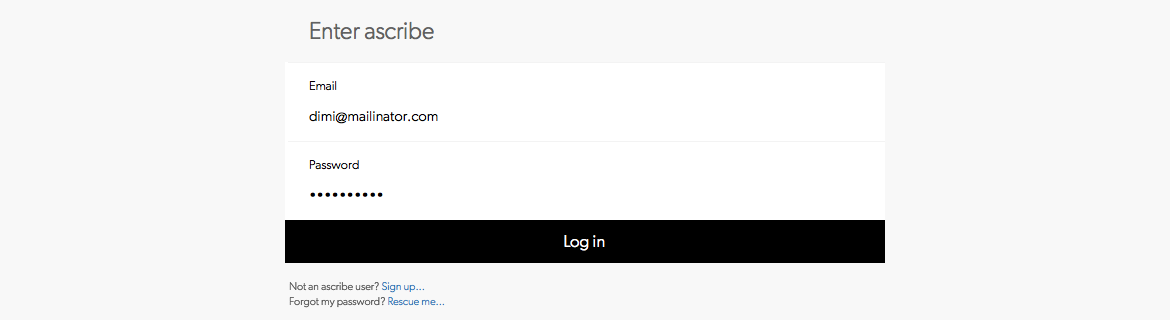 Enter ascribe
Email
dimi@mailinator.com
Password
••••••••••
Log in
Not an ascribe user? Sign up...
Forgot my password? Rescue me...